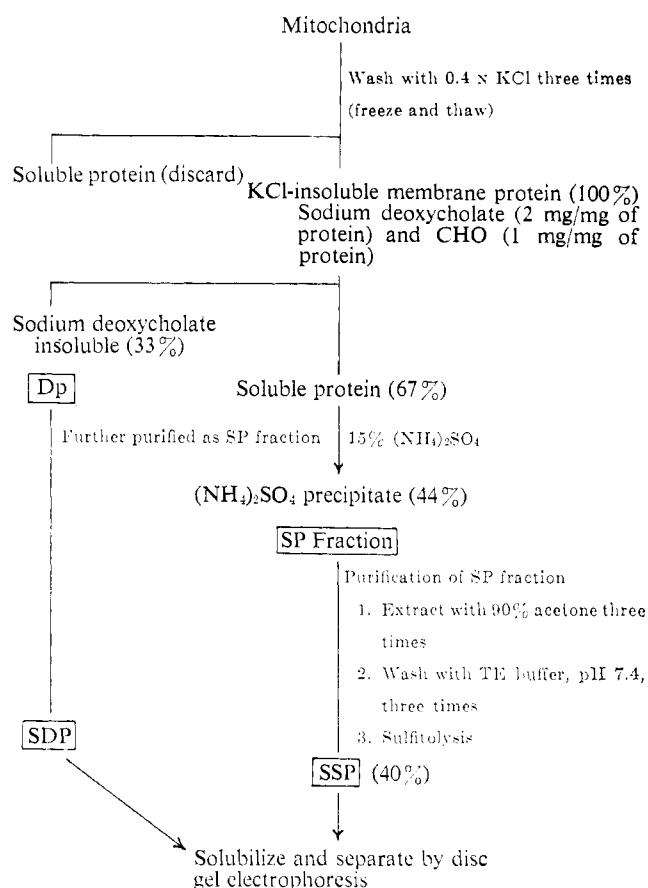 Mitochondria
Wash with 0.4 N KCl three times
(freeze and thaw)
Soluble protein (discard)
KCl-insoluble membrane protein (100%)
Sodium deoxycholate (2 mg/mg of
protein) and CHO (1 mg/mg of
protein)
Sodium deoxycholate
insoluble (33%)
Dp
Soluble protein (67%)
Further purified as SP fraction
15% (NH₄)₂SO₄
(NH₄)₂SO₄ precipitate (44%)
SP Fraction
Purification of SP fraction
1. Extract with 90% acetone three
times
2. Wash with TE buffer, pH 7.4,
three times
3. Sulfitolysis
SDP
SSP (40%)
Solubilize and separate by disc
gel electrophoresis